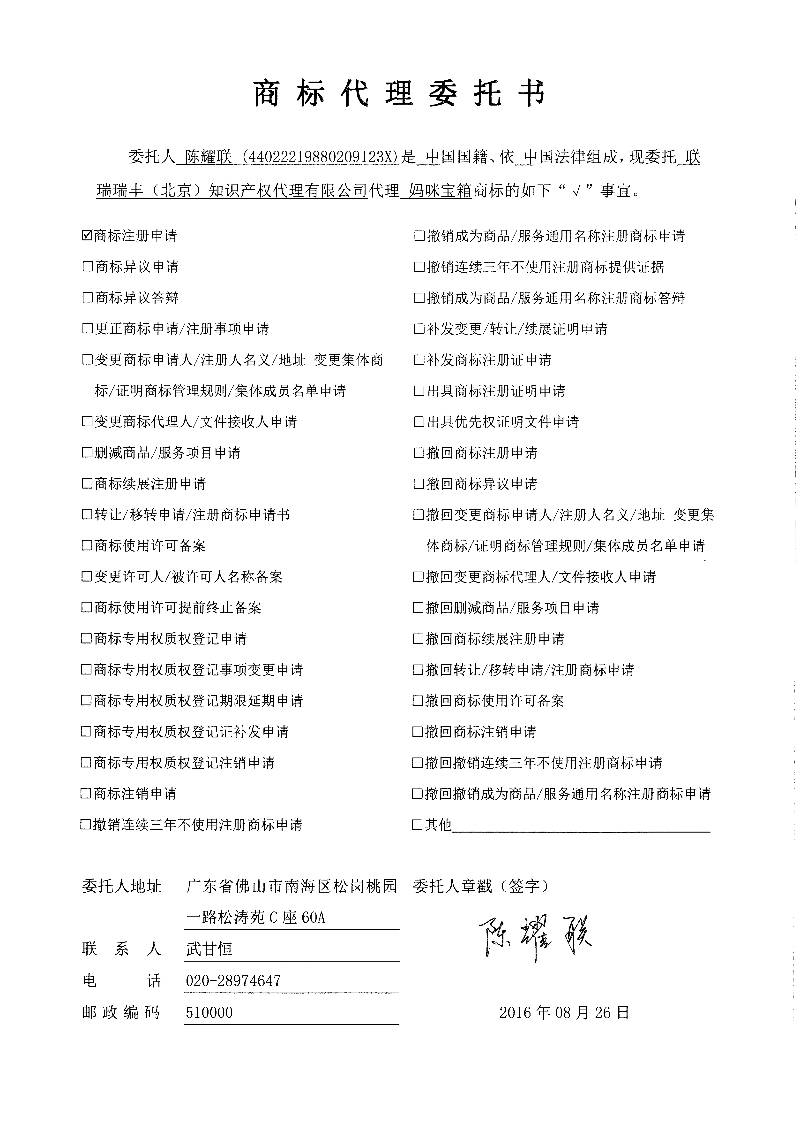 商标代理委托书
委托人 陈耀联 (44022219880209123X)是 中国国籍、依 中国法律组成，现委托 联
瑞瑞丰（北京）知识产权代理有限公司代理 妈咪宝箱商标的如下“√”事宜。
☑商标注册申请
□商标异议申请
□商标异议答辩
□更正商标申请/注册事项申请
□变更商标申请人/注册人名义/地址 变更集体商
标/证明商标管理规则/集体成员名单申请
□变更商标代理人/文件接收人申请
□删减商品/服务项目申请
□商标续展注册申请
□转让/移转申请/注册商标申请书
□商标使用许可备案
□变更许可人/被许可人名称备案
□商标使用许可提前终止备案
□商标专用权质权登记申请
□商标专用权质权登记事项变更申请
□商标专用权质权登记期限延期申请
□商标专用权质权登记证补发申请
□商标专用权质权登记注销申请
□商标注销申请
□撤销连续三年不使用注册商标申请
□撤销成为商品/服务通用名称注册商标申请
□撤销连续三年不使用注册商标提供证据
□撤销成为商品/服务通用名称注册商标答辩
□补发变更/转让/续展证明申请
□补发商标注册证申请
□出具商标注册证明申请
□出具优先权证明文件申请
□撤回商标注册申请
□撤回商标异议申请
□撤回变更商标申请人/注册人名义/地址 变更集
体商标/证明商标管理规则/集体成员名单申请
□撤回变更商标代理人/文件接收人申请
□撤回删减商品/服务项目申请
□撤回商标续展注册申请
□撤回转让/移转申请/注册商标申请
□撤回商标使用许可备案
□撤回商标注销申请
□撤回撤销连续三年不使用注册商标申请
□撤回撤销成为商品/服务通用名称注册商标申请
□其他
委托人地址 广东省佛山市南海区松岗桃园
一路松涛苑 C 座 60A
联系人 武甘恒
电话 020-28974647
邮政编码 510000
委托人章戳（签字）
陈耀联
2016 年 08 月 26 日